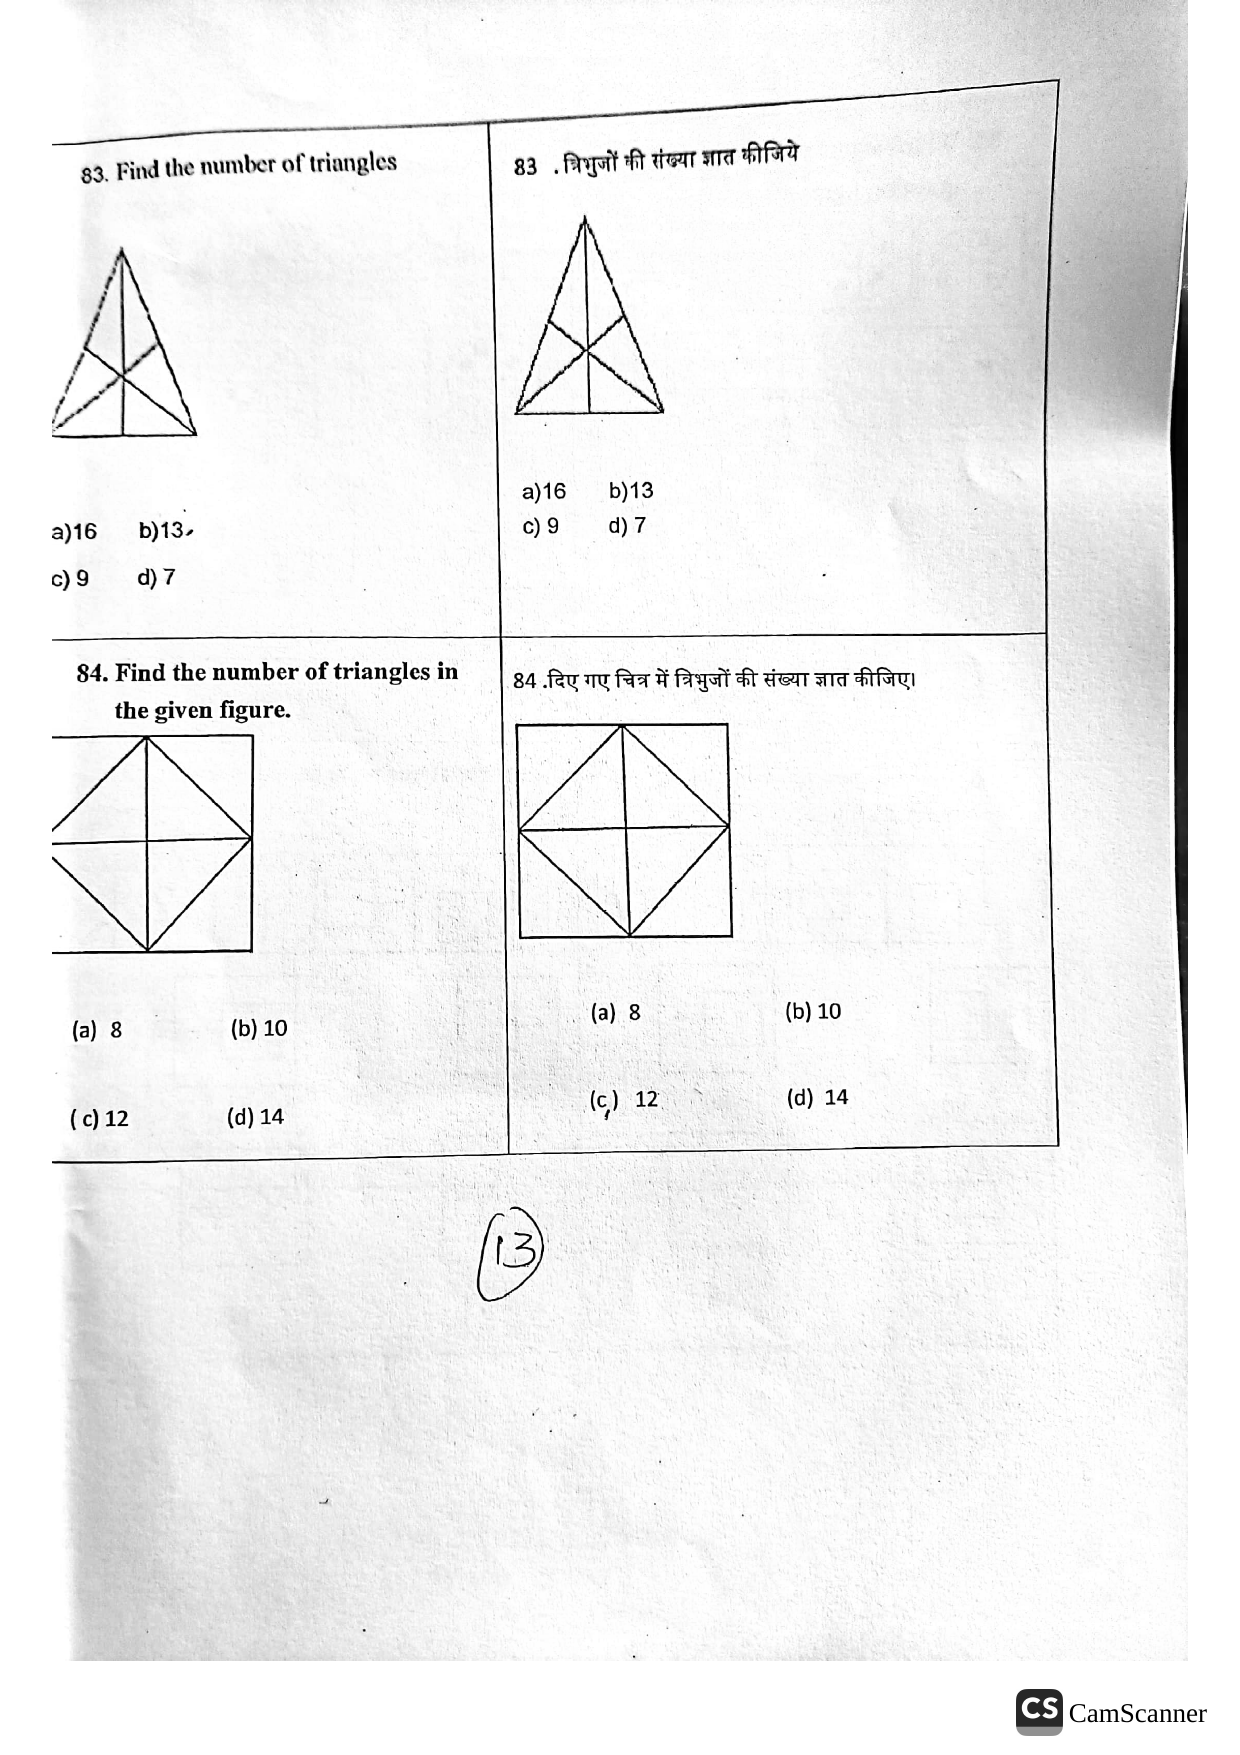 83. Find the number of triangles
a)16 b)13
c) 9 d) 7
83 .त्रिभुजों की संख्या ज्ञात कीजिये
a)16 b)13
c) 9 d) 7
84. Find the number of triangles in
the given figure.
(a) 8 (b) 10
( c) 12 (d) 14
84 .दिए गए चित्र में त्रिभुजों की संख्या ज्ञात कीजिए।
(a) 8 (b) 10
(c) 12 (d) 14
13
CS CamScanner